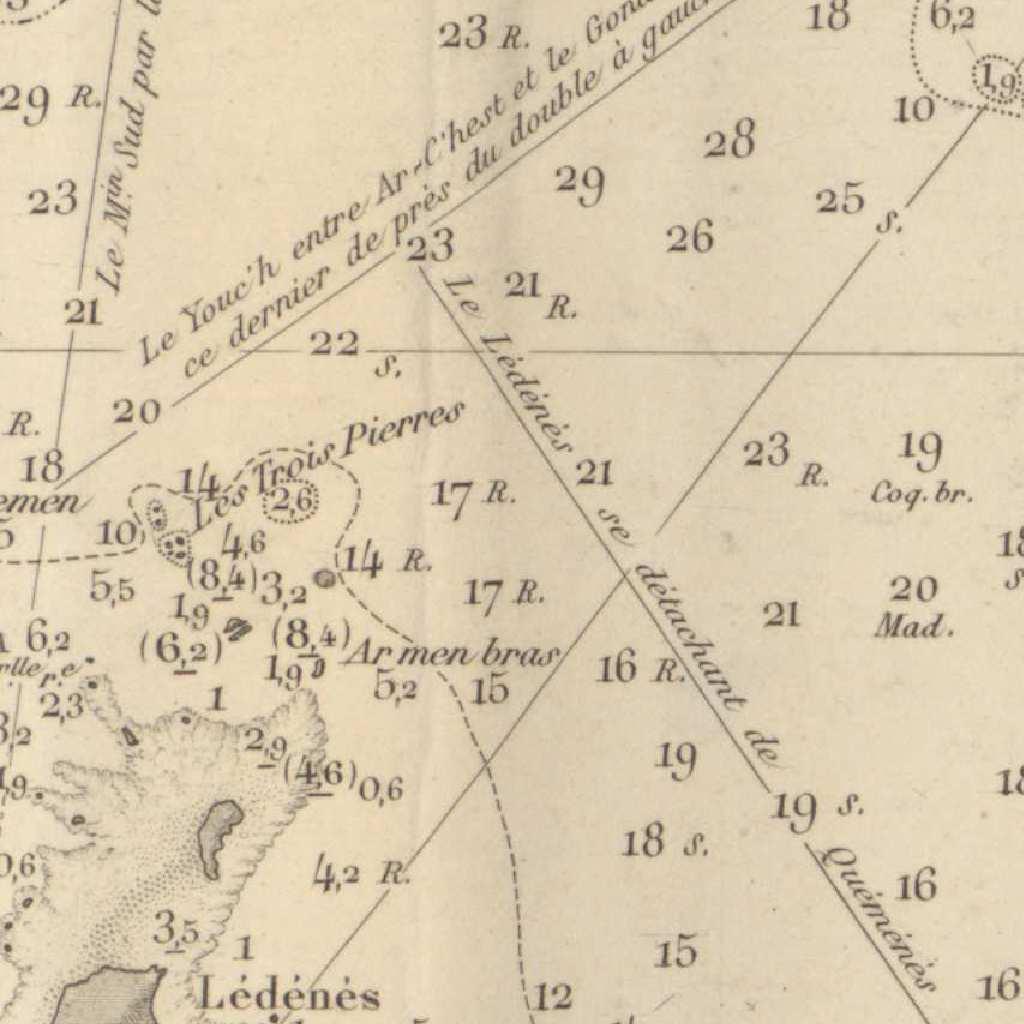 23 R.
18
6,2
1,9
29 R.
10
28
23
29
25 S.
26
Le Min Sud par
Le Youc'h entre Ar-C'hest et le
ce dernier de près du double à
23
21 R.
21
22 S.
Le Lédénès se détachant de Quéménès
20
R.
Les Trois Pierres
18
14
2,6
21
23 R.
19
Coq. br.
17 R.
10
4,6
14 R.
5,5
(8,4)
3,2
17 R.
20
Mad.
21
1,9
6,2
(6,2)
(8,4)
1,9
Ar men bras
16 R.
5,2
15
2,3
1
2,9
(4,6)
0,6
19
19 S.
18 S.
4,2 R.
16
3,5
1
15
Lédénès
12
16